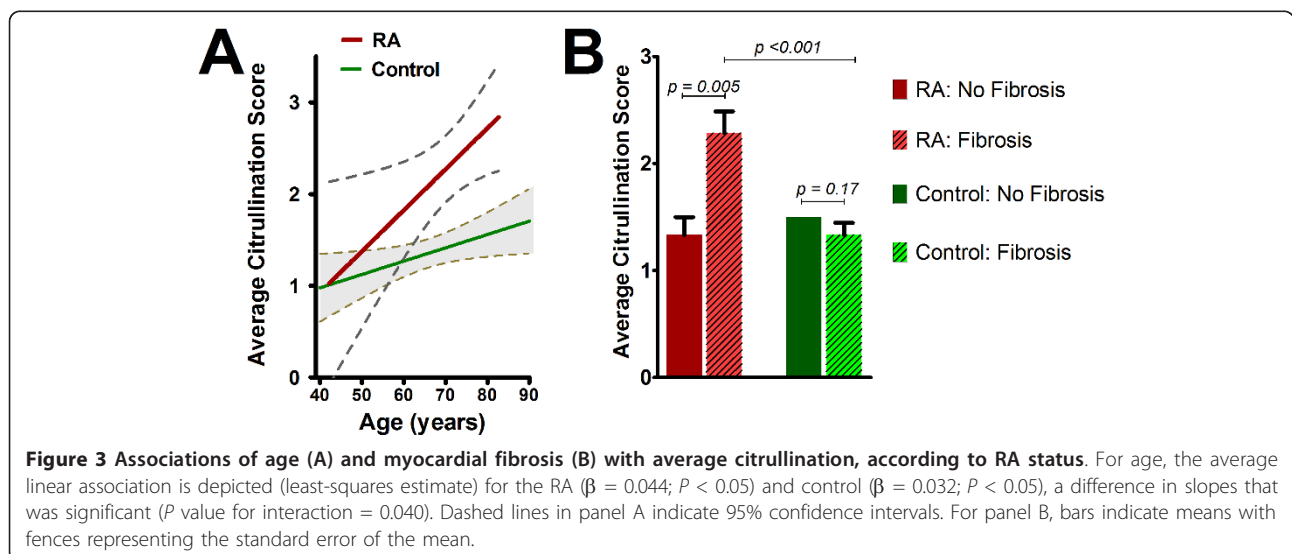 A
RA
Control
Average Citrullination Score
3
2
1
0
40 50 60 70 80 90
Age (years)
B
Average Citrullination Score
3
2
1
0
p <0.001
p = 0.005
p = 0.17
RA: No Fibrosis
RA: Fibrosis
Control: No Fibrosis
Control: Fibrosis
Figure 3 Associations of age (A) and myocardial fibrosis (B) with average citrullination, according to RA status. For age, the average
linear association is depicted (least-squares estimate) for the RA (β = 0.044; P < 0.05) and control (β = 0.032; P < 0.05), a difference in slopes that
was significant (P value for interaction = 0.040). Dashed lines in panel A indicate 95% confidence intervals. For panel B, bars indicate means with
fences representing the standard error of the mean.